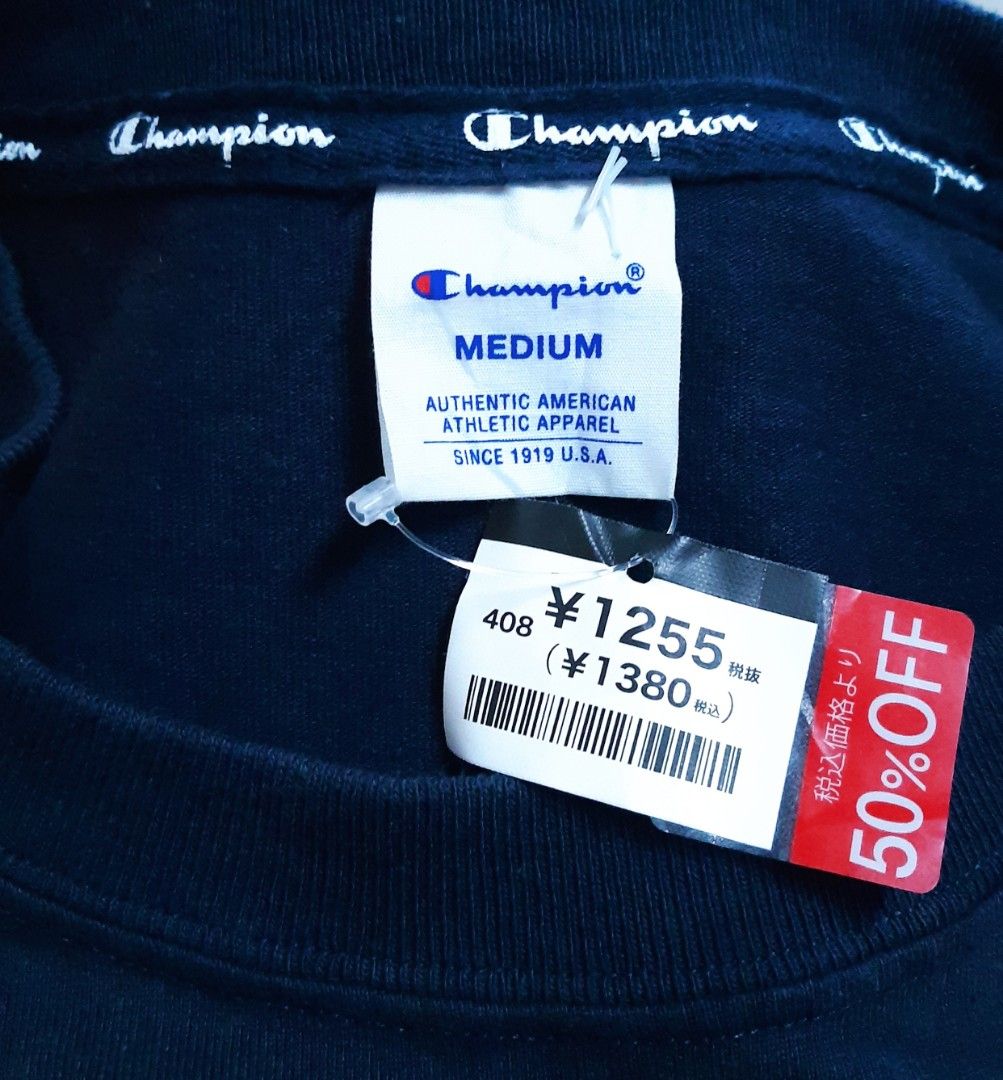 Champion Champion Champion
Champion®
MEDIUM
AUTHENTIC AMERICAN
ATHLETIC APPAREL
SINCE 1919 U.S.A.
408 ¥1255 税抜
(¥1380 税込)
税込価格より
50%OFF